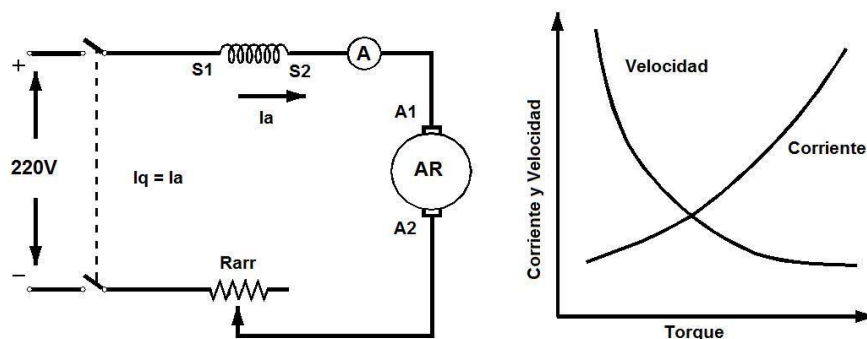 +
S1
S2
A
Ia
A1
220V
Iq = Ia
AR
A2
Rarr
–
Velocidad
Corriente
Corriente y Velocidad
Torque